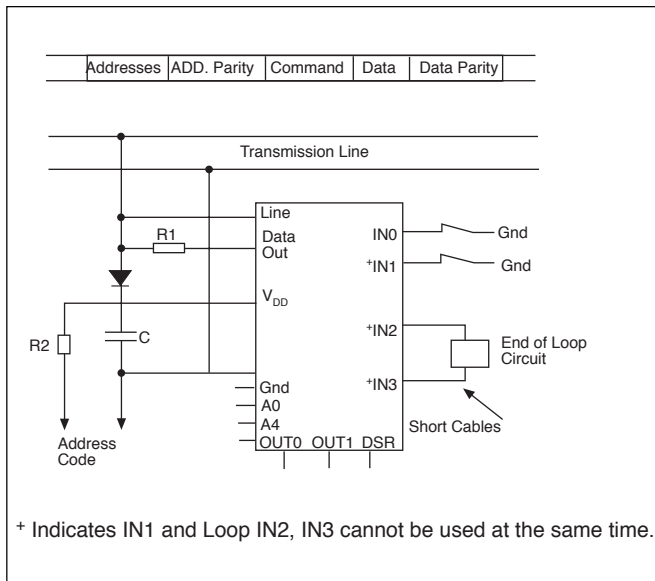 Addresses ADD. Parity Command Data Data Parity
Transmission Line
Line
R1
Data
Out
IN0
Gnd
+IN1
Gnd
VDD
R2
C
+IN2
End of Loop
Circuit
+IN3
Gnd
A0
Short Cables
A4
Address
Code
OUT0 OUT1 DSR
+ Indicates IN1 and Loop IN2, IN3 cannot be used at the same time.